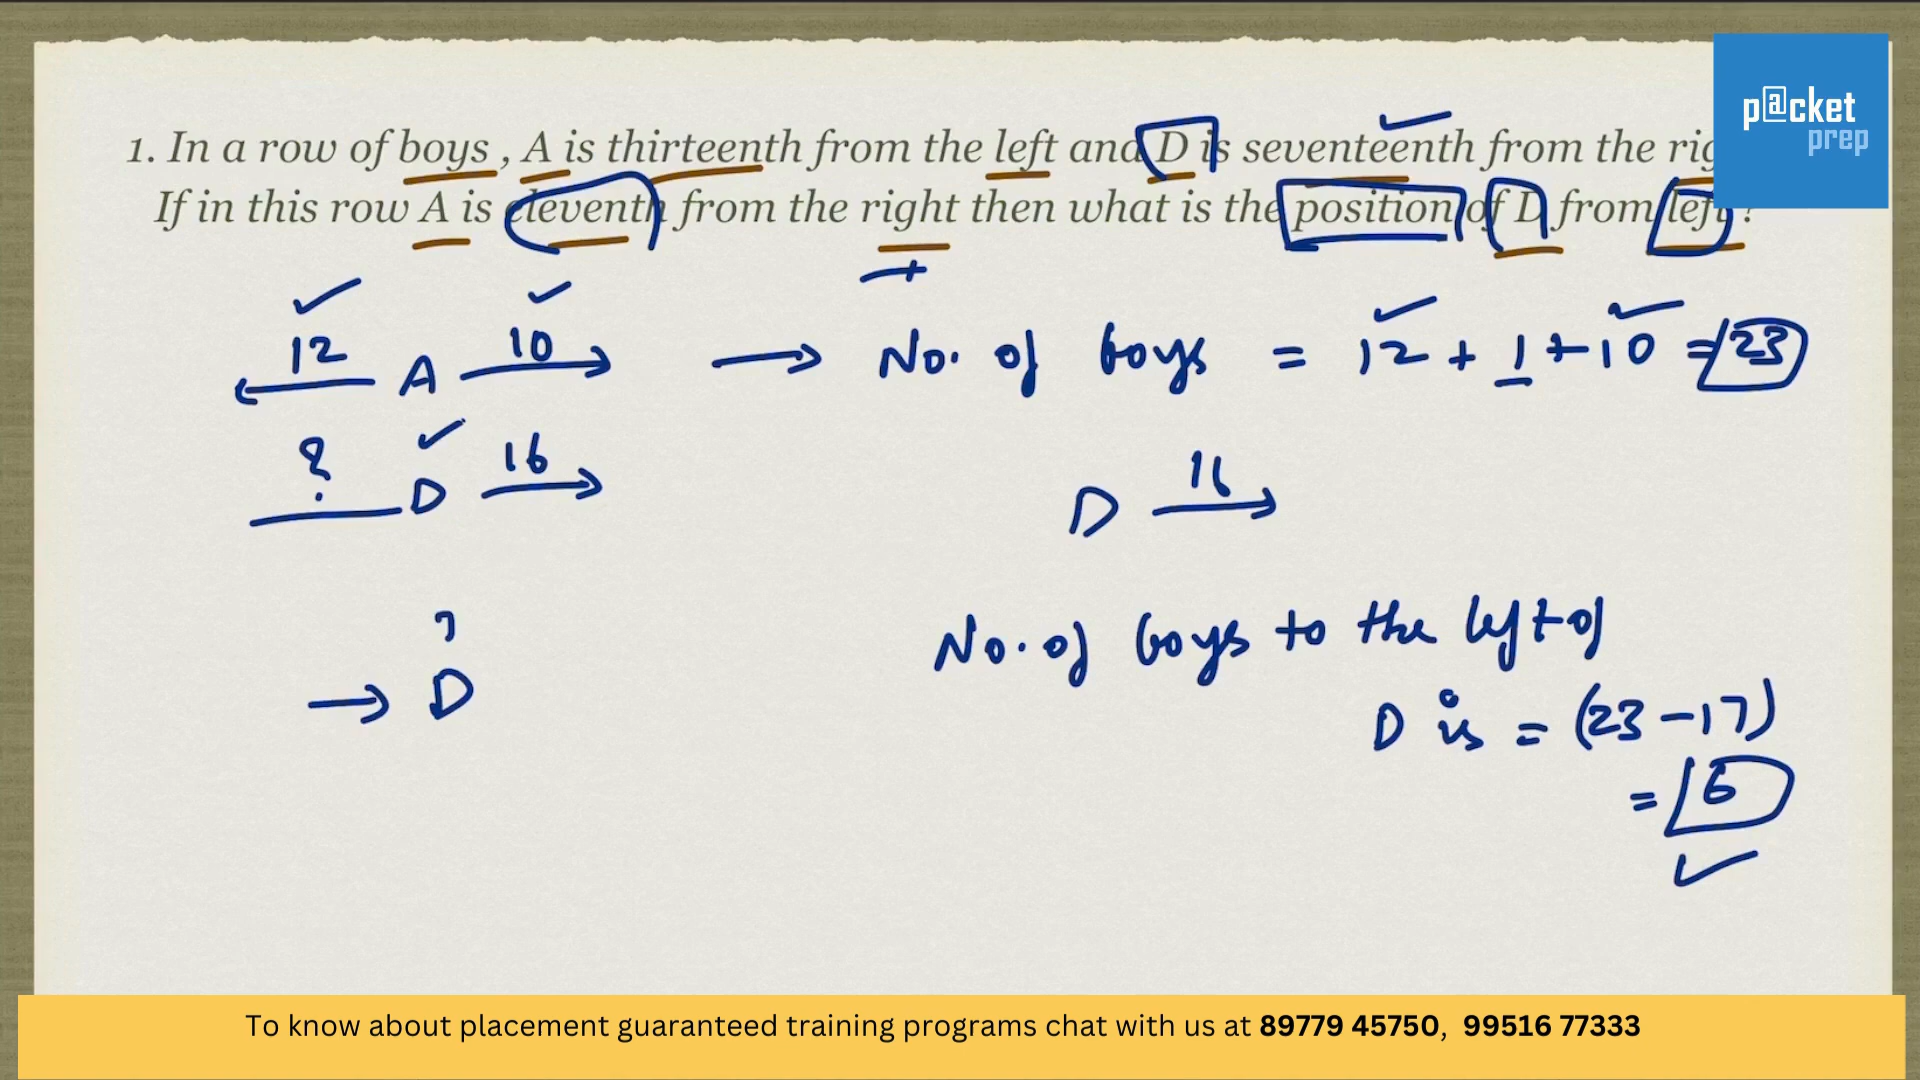 p@cket
prep
1. In a row of boys , A is thirteenth from the left and D is seventeenth from the rig
If in this row A is eleventh from the right then what is the position of D from left ?
12 A 10 → No. of boys = 12 + 1 + 10 = 23
? D 16
D 16
?
→ D
No. of boys to the left of
D is = (23 - 17)
= 6
To know about placement guaranteed training programs chat with us at 89779 45750, 99516 77333